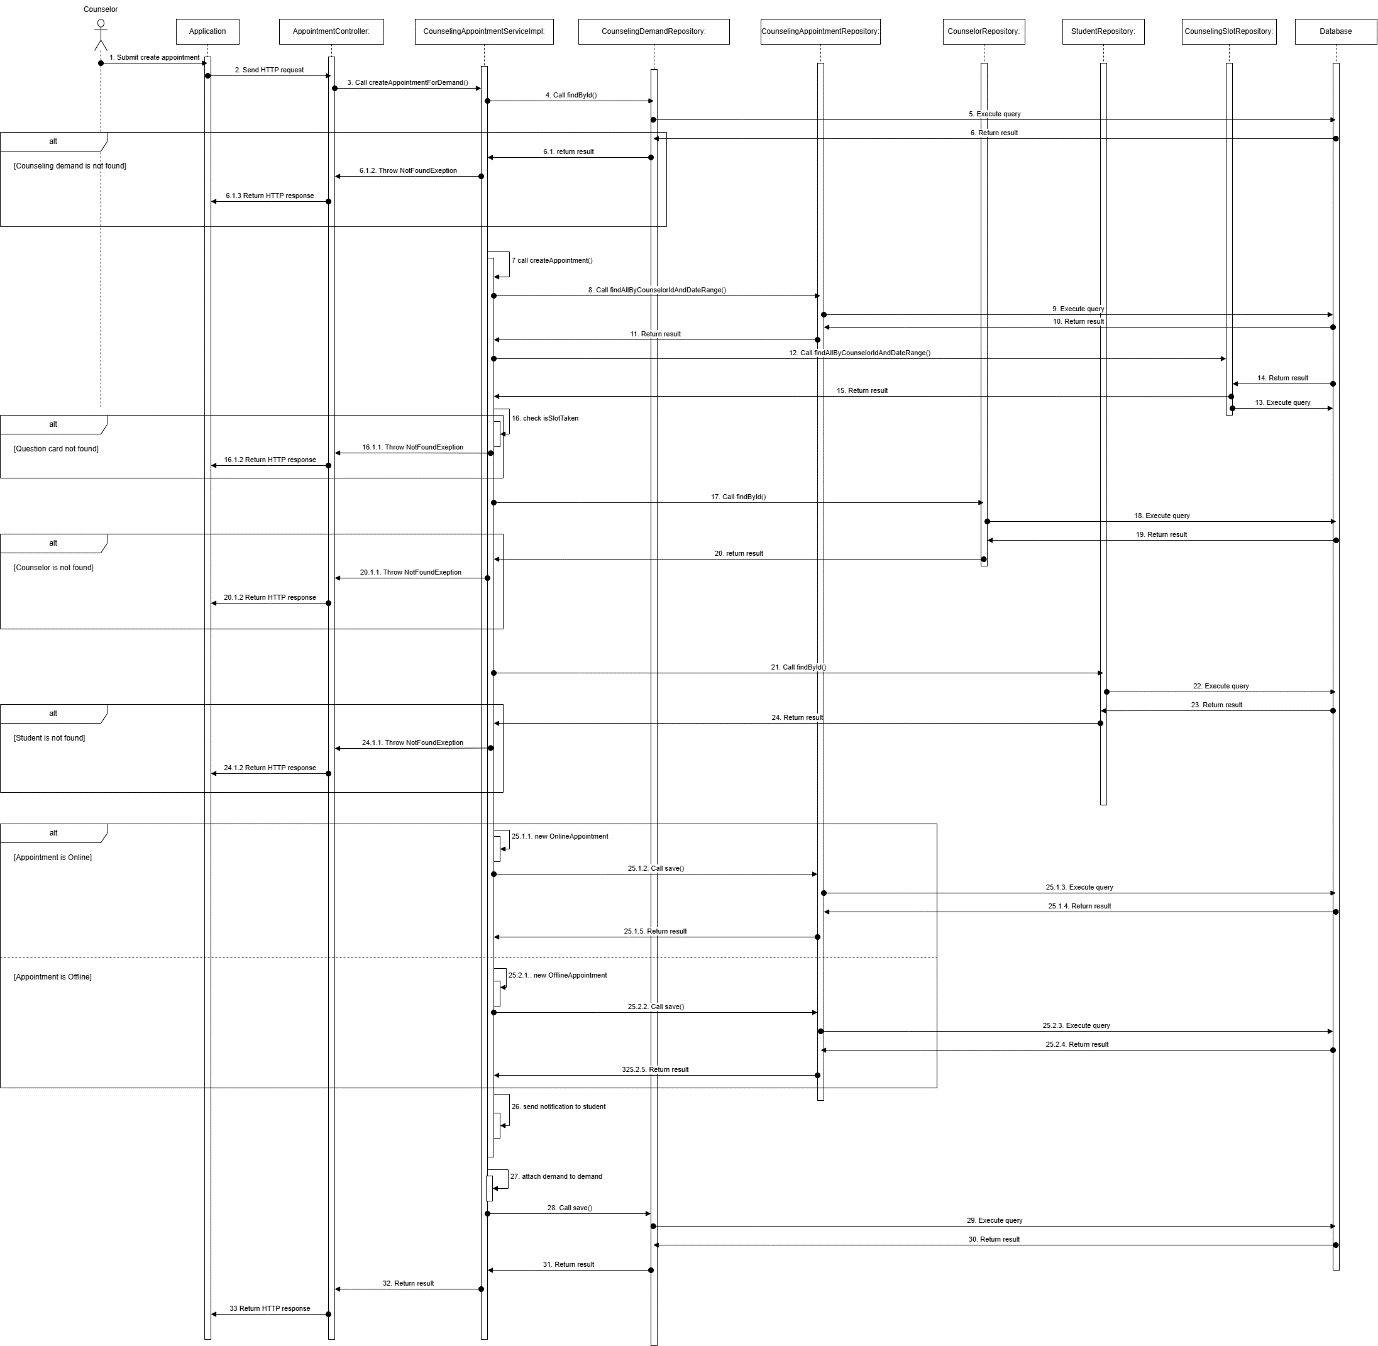 Counselor
Application
AppointmentController:
CounselingAppointmentServiceImpl:
CounselingDemandRepository:
CounselingAppointmentRepository:
CounselorRepository:
StudentRepository:
CounselingSlotRepository:
Database
1. Submit create appointment
2. Send HTTP request
3. Call createAppointmentForDemand()
4. Call findById()
5. Execute query
6. Return result
alt
6.1. return result
[Counseling demand is not found]
6.1.2. Throw NotFoundExeption
6.1.3 Return HTTP response
7 call createAppointment()
8. Call findAllByCounselorIdAndDateRange()
9. Execute query
10. Return result
11. Return result
12. Call findAllByCounselorIdAndDateRange()
14. Return result
15. Return result
13. Execute query
16. check isSlotTaken
alt
[Question card not found]
16.1.1. Throw NotFoundExeption
16.1.2 Return HTTP response
17. Call findById()
18. Execute query
19. Return result
alt
20. return result
[Counselor is not found]
20.1.1. Throw NotFoundExeption
20.1.2 Return HTTP response
21. Call findById()
22. Execute query
23. Return result
alt
24. Return result
[Student is not found]
24.1.1. Throw NotFoundExeption
24.1.2 Return HTTP response
alt
25.1.1. new OnlineAppointment
[Appointment is Online]
25.1.2. Call save()
25.1.3. Execute query
25.1.4. Return result
25.1.5. Return result
[Appointment is Offline]
25.2.1.. new OfflineAppointment
25.2.2. Call save()
25.2.3. Execute query
25.2.4. Return result
325.2.5. Return result
26. send notification to student
27. attach demand to demand
28. Call save()
29. Execute query
30. Return result
31. Return result
32. Return result
33 Return HTTP response